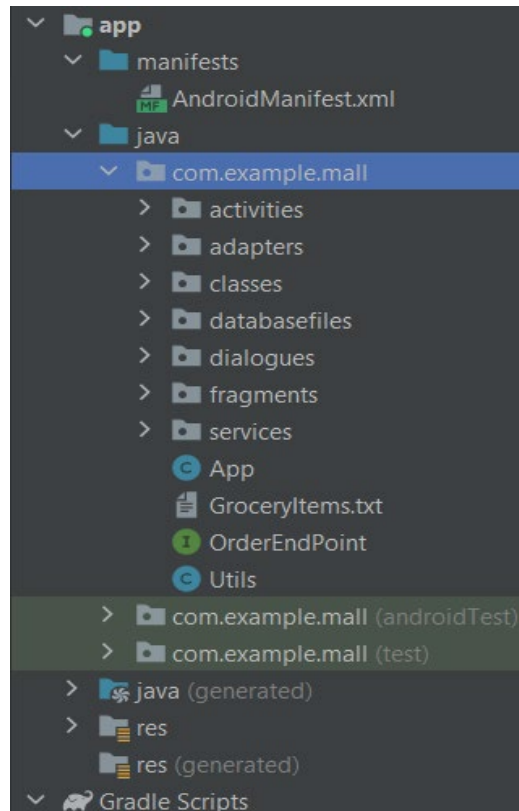 app
manifests
MF AndroidManifest.xml
java
com.example.mall
activities
adapters
classes
databasefiles
dialogues
fragments
services
C App
GroceryItems.txt
I OrderEndPoint
C Utils
com.example.mall (androidTest)
com.example.mall (test)
java (generated)
res
res (generated)
Gradle Scripts